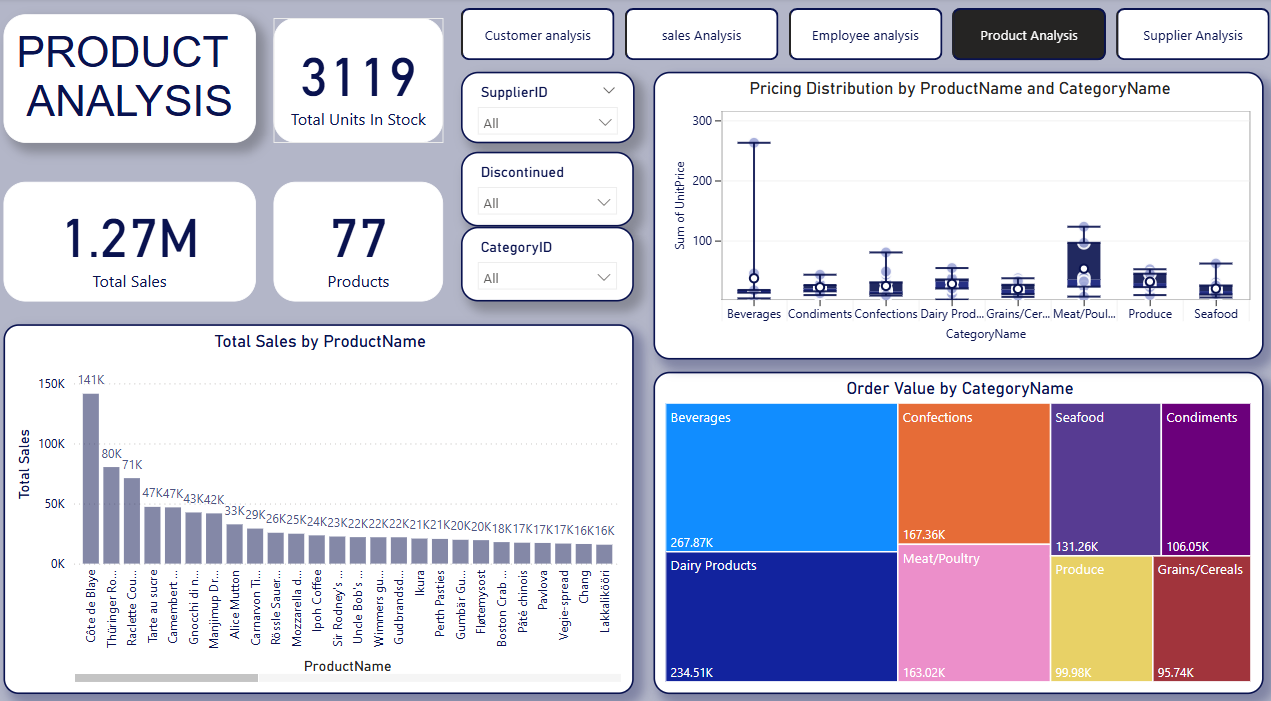 PRODUCT
ANALYSIS
3119
Total Units In Stock
1.27M
Total Sales
77
Products
Customer analysis
sales Analysis
Employee analysis
Product Analysis
Supplier Analysis
SupplierID
All
Discontinued
All
CategoryID
All
Pricing Distribution by ProductName and CategoryName
Sum of UnitPrice
300
200
100
Beverages
Condiments
Confections
Dairy Prod...
Grains/Cer...
Meat/Poul...
Produce
Seafood
CategoryName
Total Sales by ProductName
Total Sales
150K
100K
50K
0K
141K
80K
71K
47K
47K
43K
42K
33K
29K
26K
25K
24K
23K
22K
22K
22K
21K
21K
20K
20K
18K
17K
17K
17K
16K
16K
Côte de Blaye
Thüringer Ro...
Raclette Cou...
Tarte au sucre
Camembert ...
Gnocchi di n...
Manjimup Dr...
Alice Mutton
Carnarvon Ti...
Rössle Sauer...
Mozzarella d...
Ipoh Coffee
Sir Rodney's ...
Uncle Bob's ...
Wimmers gu...
Gudbrandsd...
Ikura
Perth Pasties
Gumbär Gu...
Fløtemysost
Boston Crab ...
Pâté chinois
Pavlova
Vegie-spread
Chang
Lakkalikööri
ProductName
Order Value by CategoryName
Beverages
267.87K
Dairy Products
234.51K
Confections
167.36K
Meat/Poultry
163.02K
Seafood
131.26K
Condiments
106.05K
Produce
99.98K
Grains/Cereals
95.74K